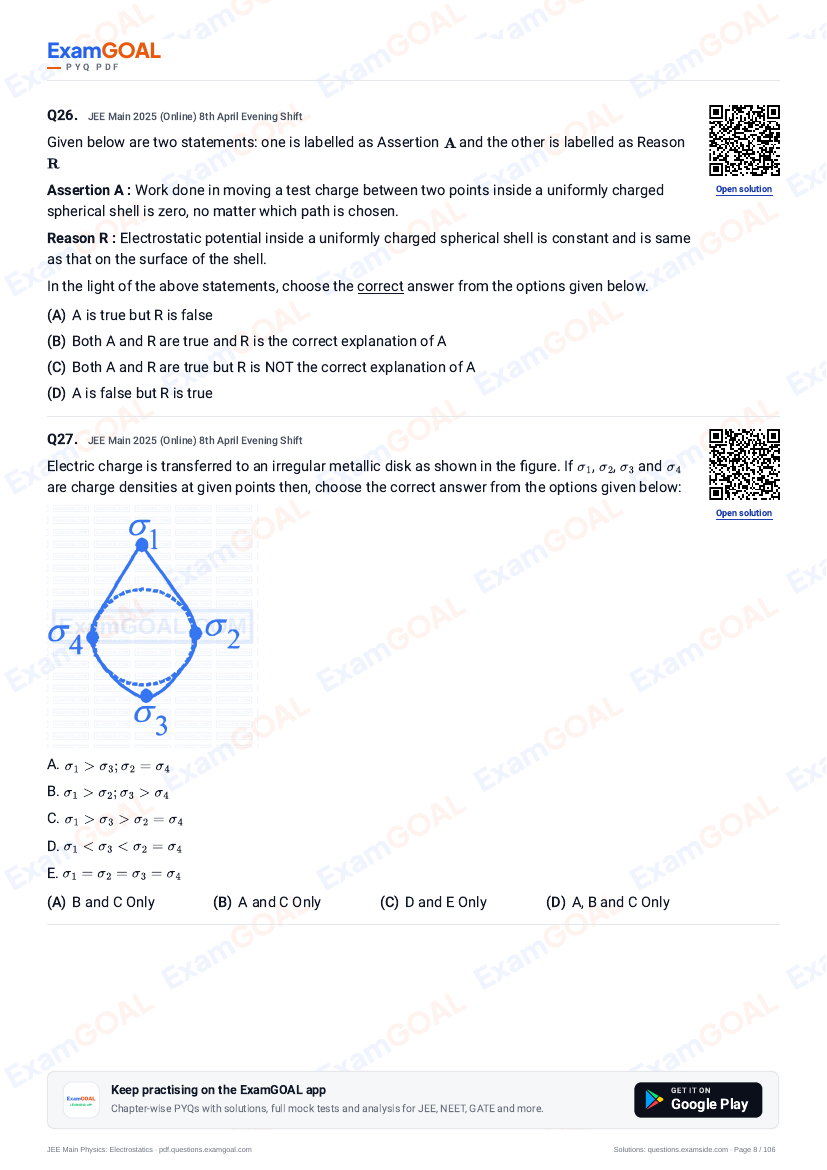 ExamGOAL
PYQ PDF
Q26. JEE Main 2025 (Online) 8th April Evening Shift
Given below are two statements: one is labelled as Assertion A and the other is labelled as Reason
R
Open solution
Assertion A : Work done in moving a test charge between two points inside a uniformly charged
spherical shell is zero, no matter which path is chosen.
Reason R : Electrostatic potential inside a uniformly charged spherical shell is constant and is same
as that on the surface of the shell.
In the light of the above statements, choose the correct answer from the options given below.
(A) A is true but R is false
(B) Both A and R are true and R is the correct explanation of A
(C) Both A and R are true but R is NOT the correct explanation of A
(D) A is false but R is true
Q27. JEE Main 2025 (Online) 8th April Evening Shift
Electric charge is transferred to an irregular metallic disk as shown in the figure. If σ₁, σ₂, σ₃ and σ₄
are charge densities at given points then, choose the correct answer from the options given below:
Open solution
σ₁
ExamGOAL.COM
σ₄ σ₂
σ₃
A. σ₁ > σ₃; σ₂ = σ₄
B. σ₁ > σ₂; σ₃ > σ₄
C. σ₁ > σ₃ > σ₂ = σ₄
D. σ₁ < σ₃ < σ₂ = σ₄
E. σ₁ = σ₂ = σ₃ = σ₄
(A) B and C Only (B) A and C Only (C) D and E Only (D) A, B and C Only
Keep practising on the ExamGOAL app
Chapter-wise PYQs with solutions, full mock tests and analysis for JEE, NEET, GATE and more.
ExamGOAL
GET IT ON
Google Play
JEE Main Physics: Electrostatics · pdf.questions.examgoal.com Solutions: questions.examside.com · Page 8 / 106